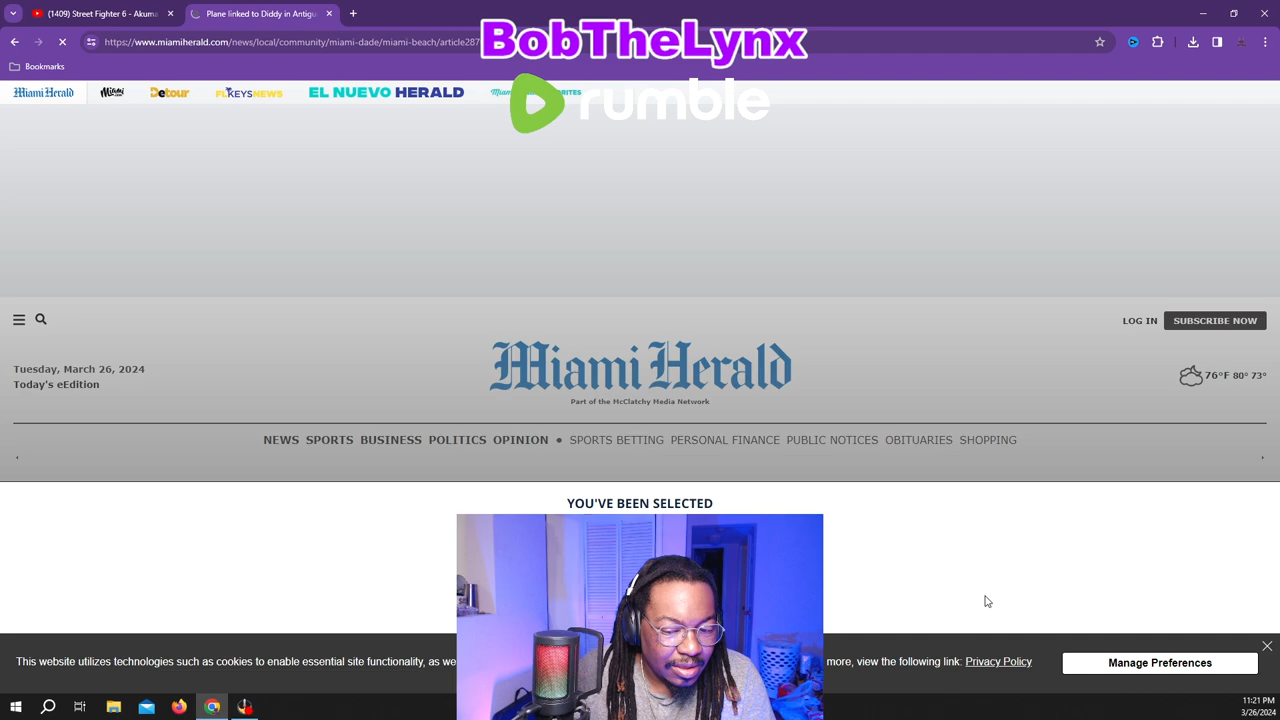 (1409) Street Fighter 6 - Akuma
Plane linked to Diddy in Antigu
BobTheLynx
https://www.miamiherald.com/news/local/community/miami-dade/miami-beach/article287
Bookmarks
Miami Herald
Miami.com
Detour
FLKEYSNEWS
EL NUEVO HERALD
rumble
LOG IN
SUBSCRIBE NOW
Tuesday, March 26, 2024
Today's eEdition
Miami Herald
Part of the McClatchy Media Network
76°F 80° 73°
NEWS SPORTS BUSINESS POLITICS OPINION • SPORTS BETTING PERSONAL FINANCE PUBLIC NOTICES OBITUARIES SHOPPING
YOU'VE BEEN SELECTED
This website utilizes technologies such as cookies to enable essential site functionality, as we
more, view the following link: Privacy Policy
Manage Preferences
11:21 PM
3/26/2024